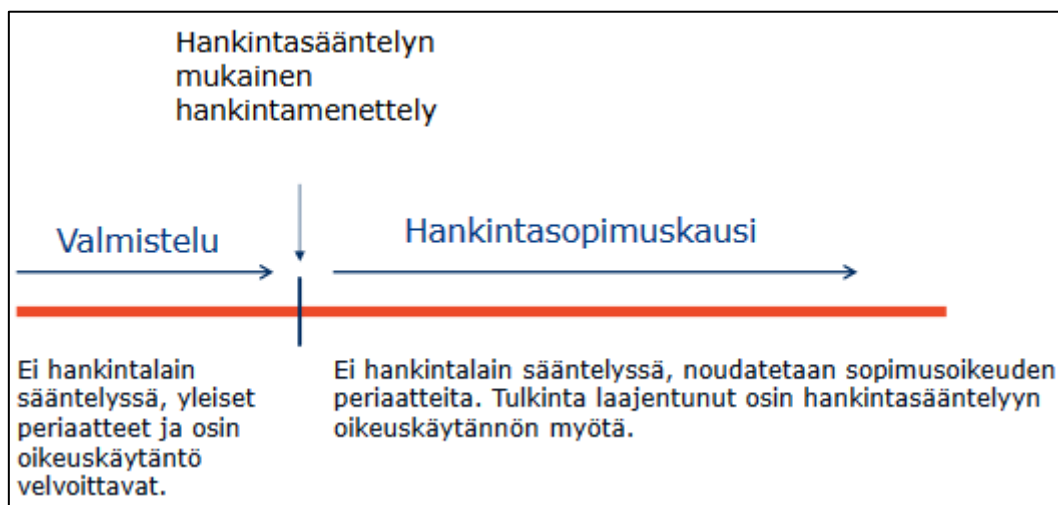 Hankintasääntelyn
mukainen
hankintamenettely
Valmistelu
Hankintasopimuskausi
Ei hankintalain
sääntelyssä, yleiset
periaatteet ja osin
oikeuskäytäntö
velvoittavat.
Ei hankintalain sääntelyssä, noudatetaan sopimusoikeuden
periaatteita. Tulkinta laajentunut osin hankintasääntelyyn
oikeuskäytännön myötä.